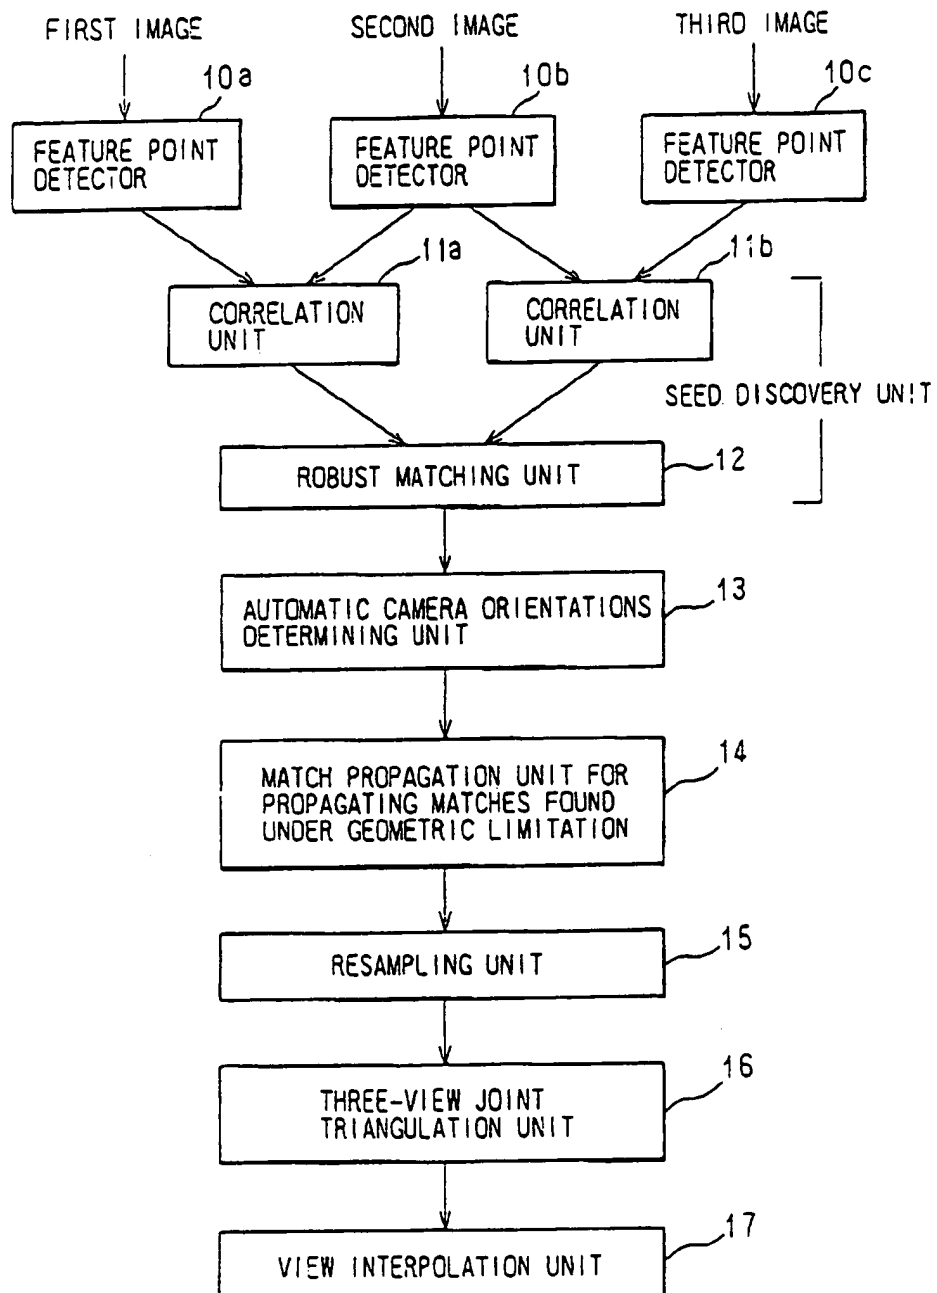 FIRST IMAGE
SECOND IMAGE
THIRD IMAGE
10a
10b
10c
FEATURE POINT
DETECTOR
FEATURE POINT
DETECTOR
FEATURE POINT
DETECTOR
11a
11b
CORRELATION
UNIT
CORRELATION
UNIT
SEED DISCOVERY UNIT
ROBUST MATCHING UNIT
12
AUTOMATIC CAMERA ORIENTATIONS
DETERMINING UNIT
13
MATCH PROPAGATION UNIT FOR
PROPAGATING MATCHES FOUND
UNDER GEOMETRIC LIMITATION
14
RESAMPLING UNIT
15
THREE-VIEW JOINT
TRIANGULATION UNIT
16
VIEW INTERPOLATION UNIT
17